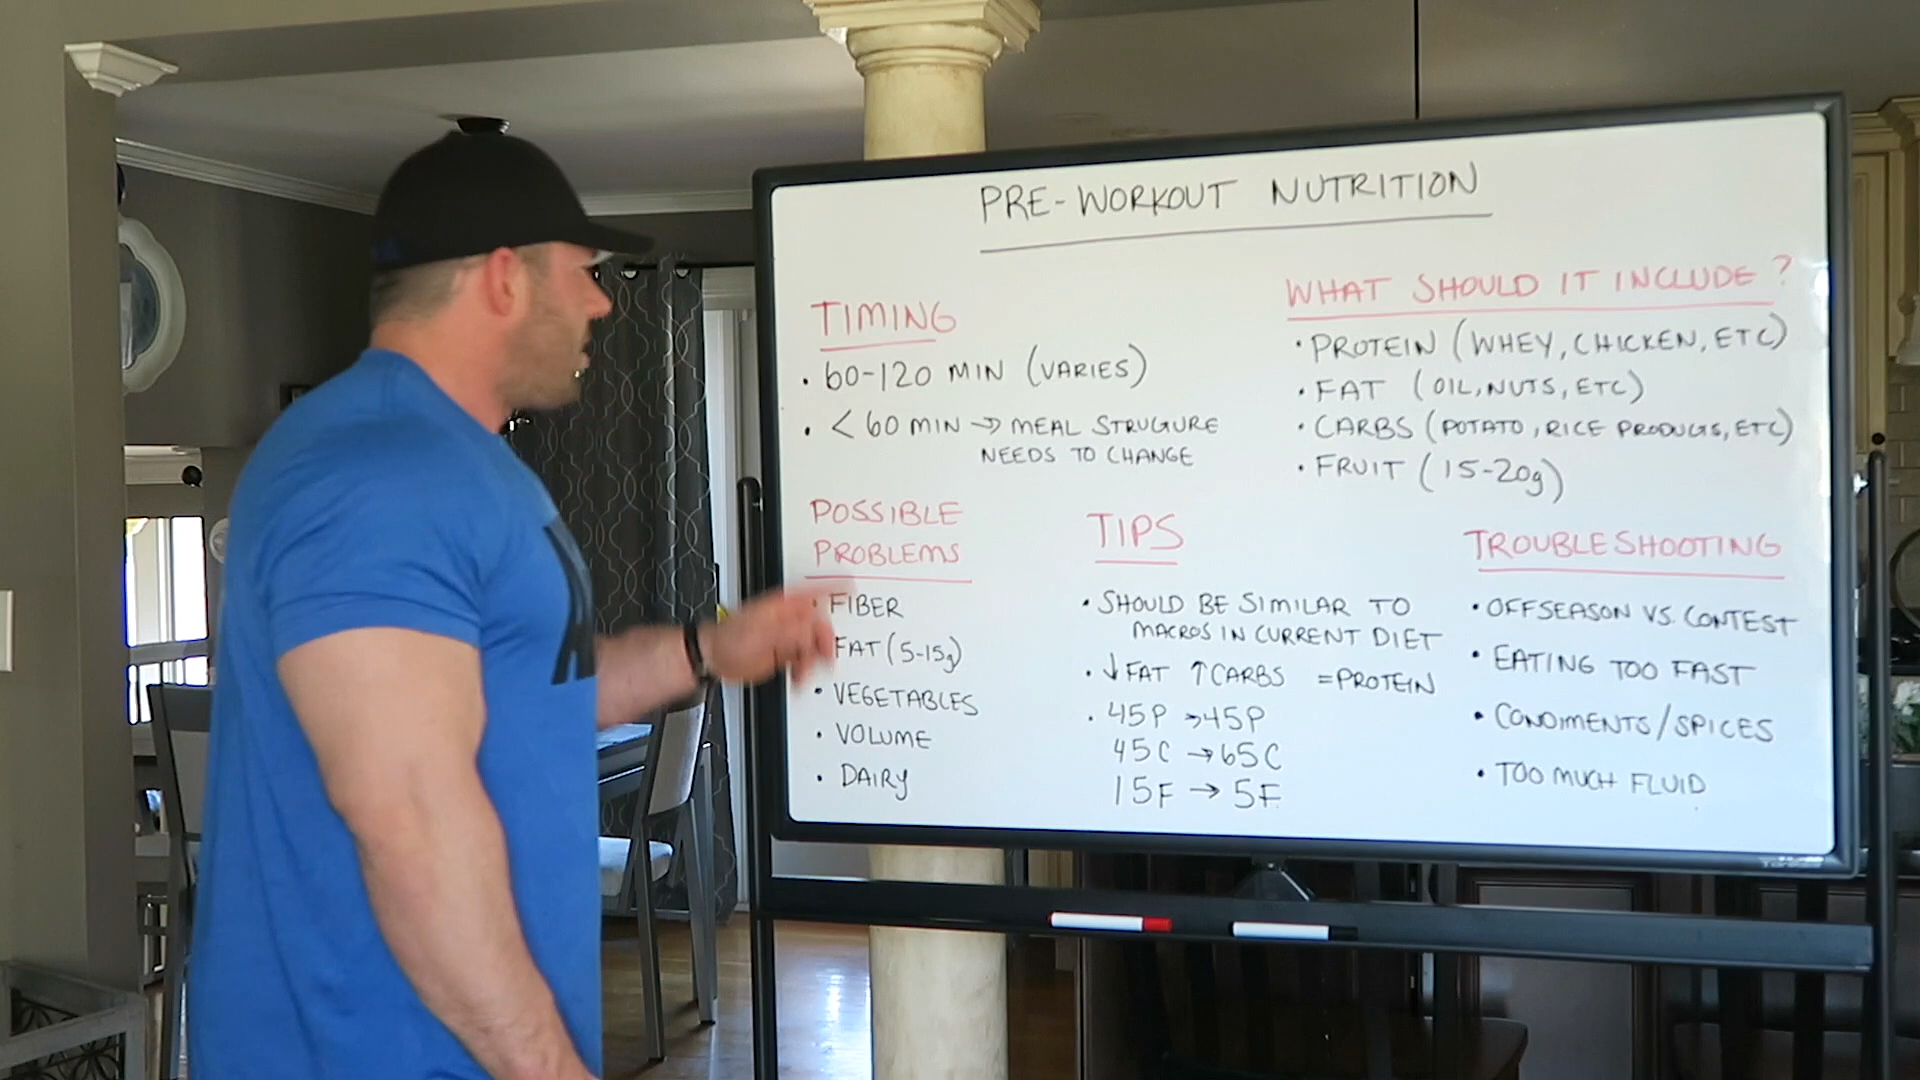 PRE-WORKOUT NUTRITION
TIMING
• 60-120 MIN (VARIES)
• < 60 MIN → MEAL STRUCTURE
NEEDS TO CHANGE
WHAT SHOULD IT INCLUDE?
• PROTEIN (WHEY, CHICKEN, ETC)
• FAT (OIL, NUTS, ETC)
• CARBS (POTATO, RICE PRODUCTS, ETC)
• FRUIT (15-20g)
POSSIBLE
PROBLEMS
• FIBER
FAT (5-15g)
• VEGETABLES
• VOLUME
• DAIRY
TIPS
• SHOULD BE SIMILAR TO
MACROS IN CURRENT DIET
• ↓ FAT ↑ CARBS = PROTEIN
• 45P → 45P
45C → 65C
15F → 5F
TROUBLESHOOTING
• OFFSEASON VS. CONTEST
• EATING TOO FAST
• CONDIMENTS/SPICES
• TOO MUCH FLUID